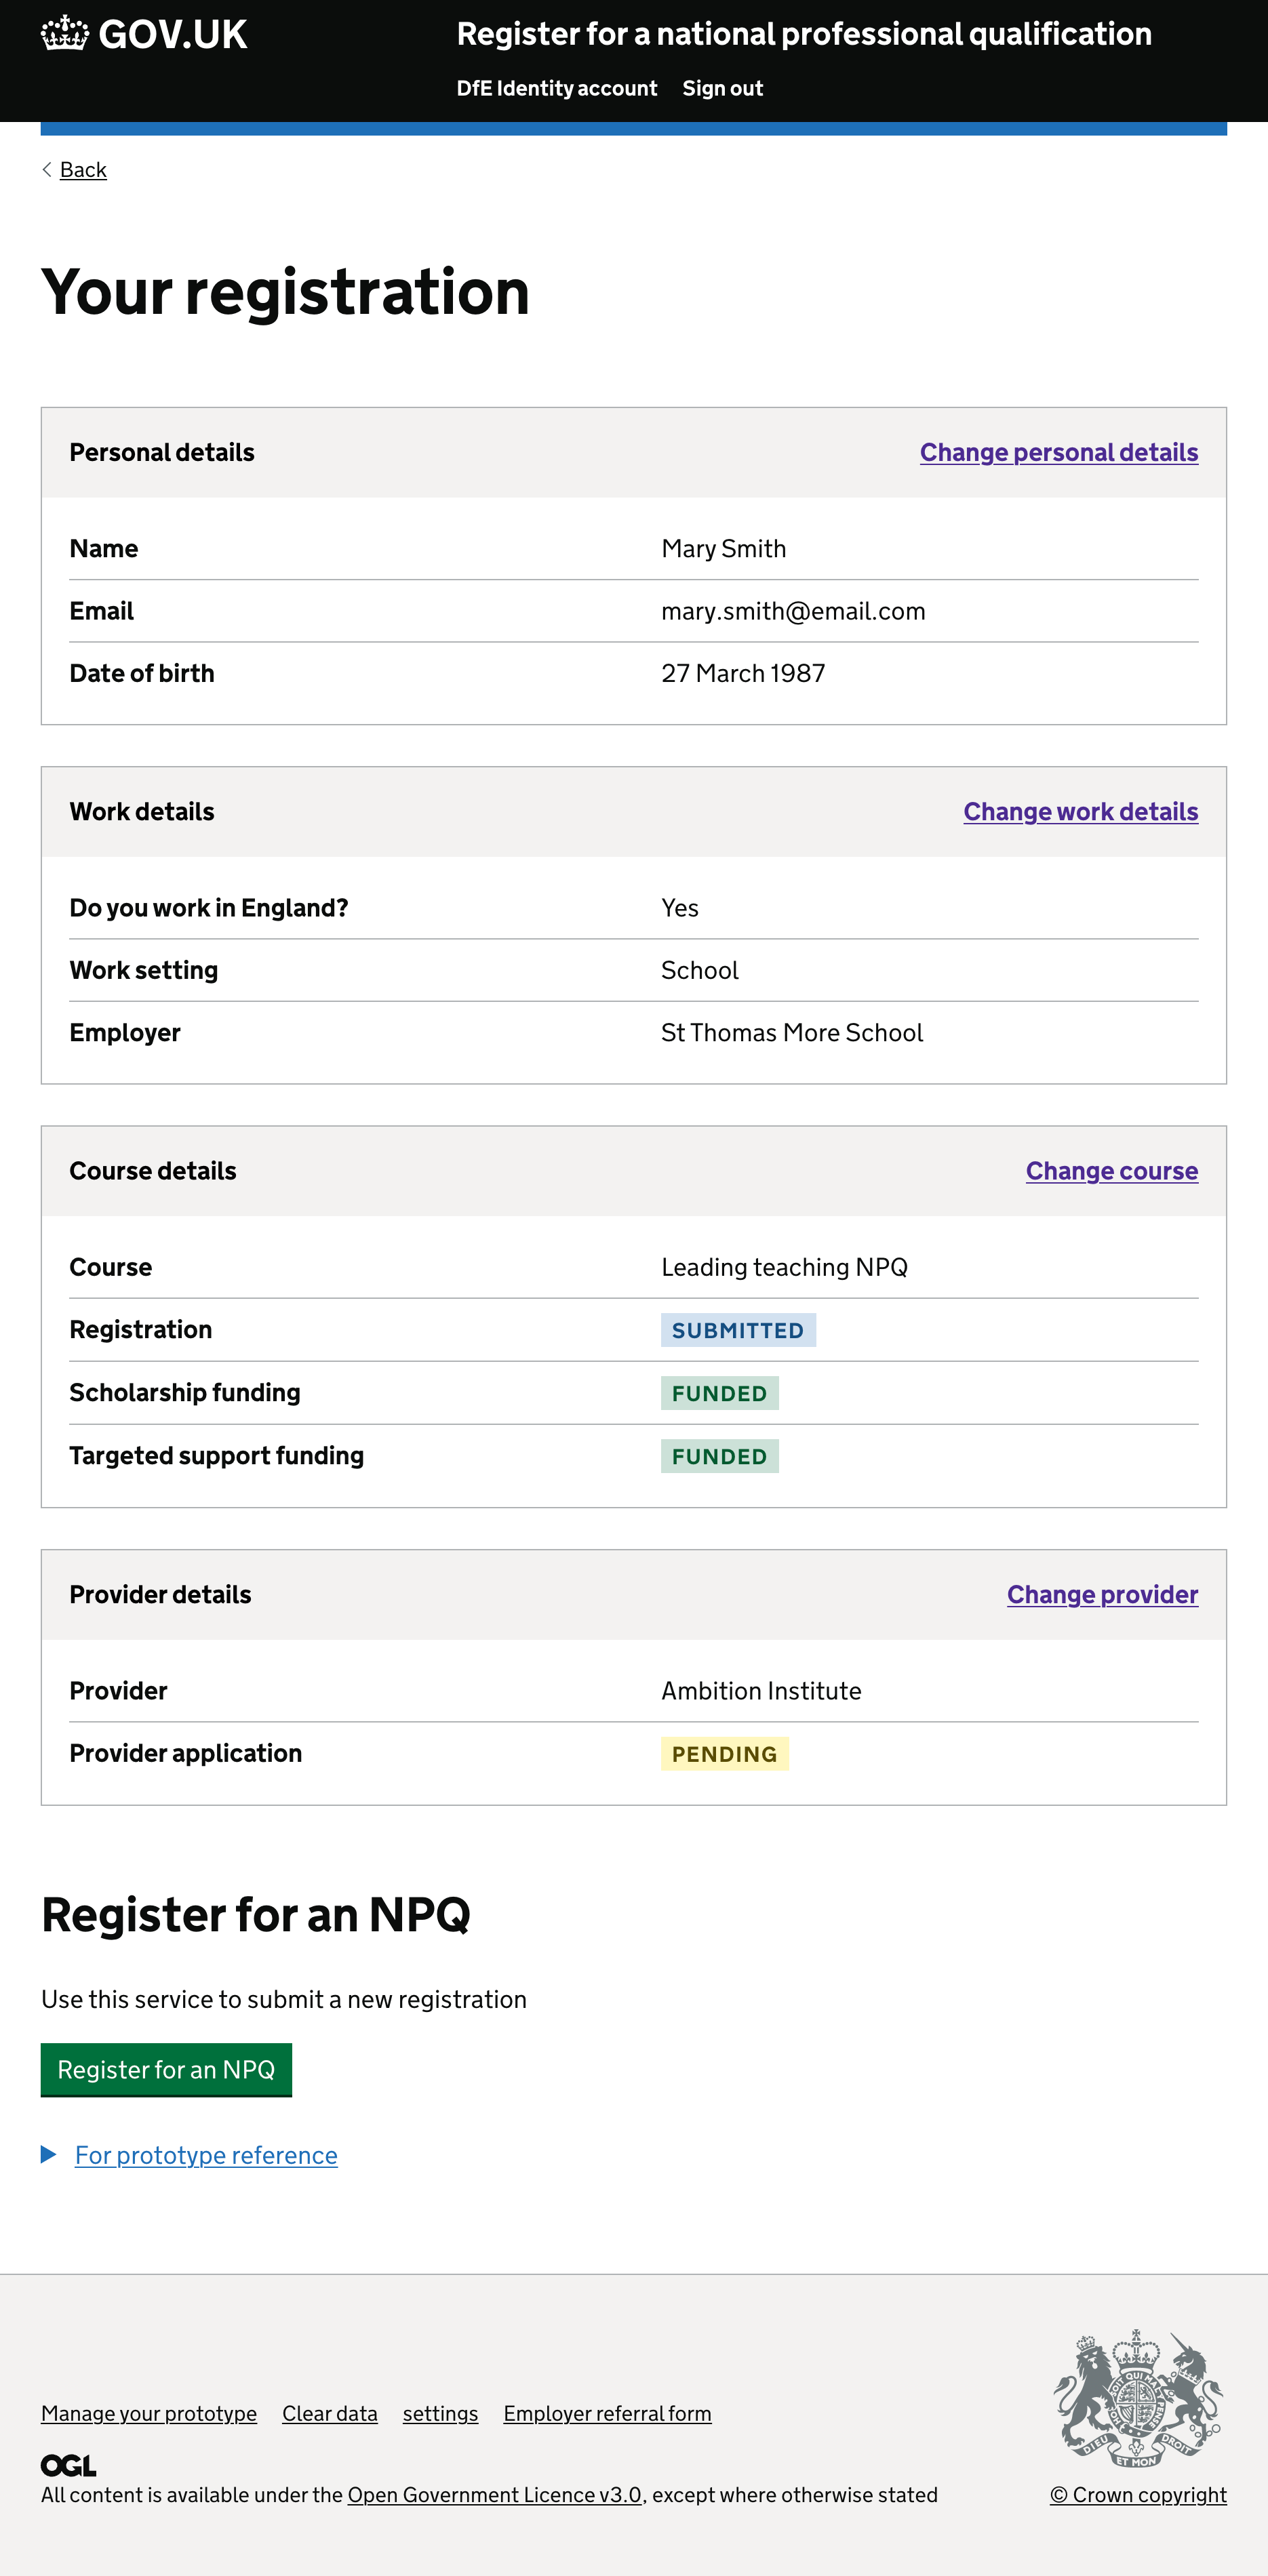 GOV.UK
Register for a national professional qualification
DfE Identity account Sign out
Back
Your registration
Personal details Change personal details
Name Mary Smith
Email mary.smith@email.com
Date of birth 27 March 1987
Work details Change work details
Do you work in England? Yes
Work setting School
Employer St Thomas More School
Course details Change course
Course Leading teaching NPQ
Registration SUBMITTED
Scholarship funding FUNDED
Targeted support funding FUNDED
Provider details Change provider
Provider Ambition Institute
Provider application PENDING
Register for an NPQ
Use this service to submit a new registration
Register for an NPQ
For prototype reference
Manage your prototype Clear data settings Employer referral form
OGL
All content is available under the Open Government Licence v3.0, except where otherwise stated
DIEU ET MON DROIT
© Crown copyright